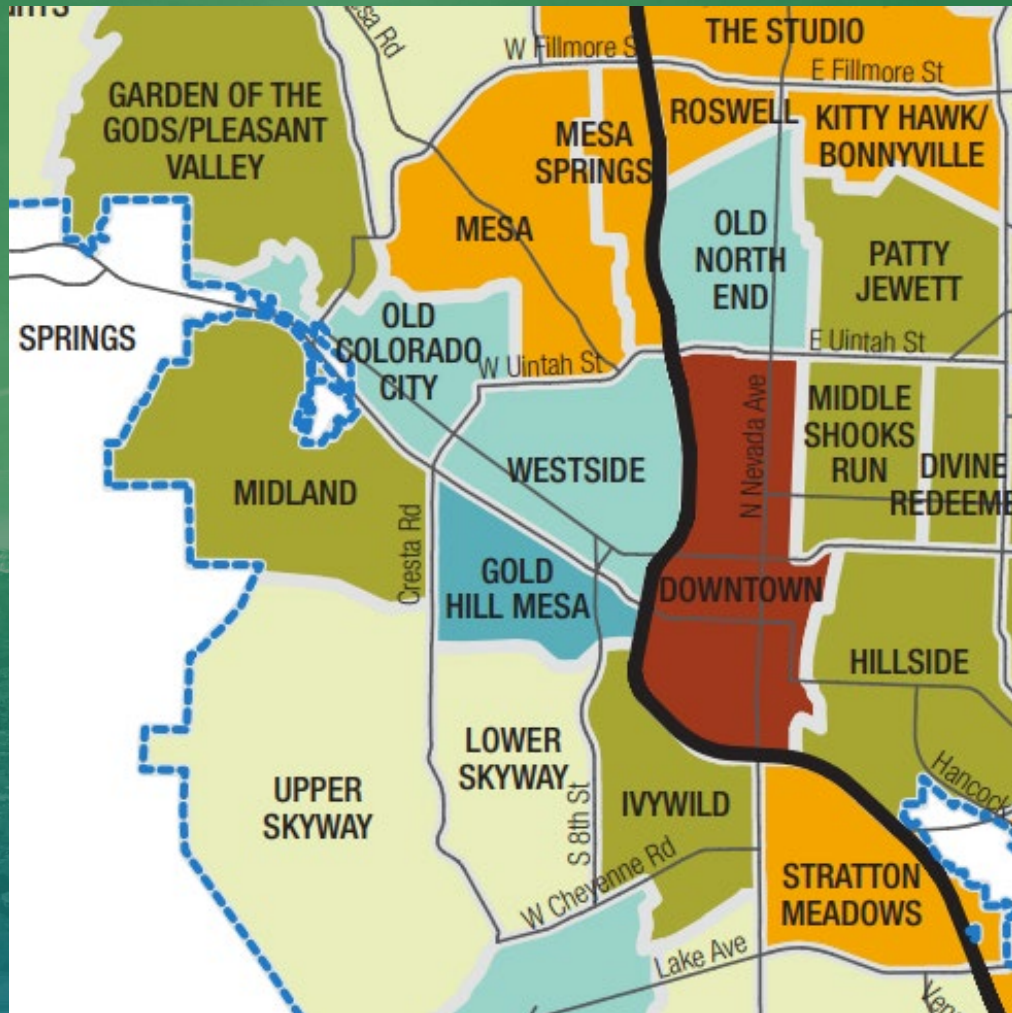 THE STUDIO
W Fillmore S
E Fillmore St
GARDEN OF THE
GODS/PLEASANT
VALLEY
ROSWELL
KITTY HAWK/
BONNYVILLE
MESA
SPRINGS
MESA
OLD
NORTH
END
PATTY
JEWETT
SPRINGS
OLD
COLORADO
CITY
W Uintah St
E Uintah St
MIDDLE
SHOOKS
RUN
DIVINE
REDEEME
N Nevada Ave
WESTSIDE
MIDLAND
Cresta Rd
GOLD
HILL MESA
DOWNTOWN
HILLSIDE
LOWER
SKYWAY
UPPER
SKYWAY
S 8th St
IVYWILD
Hancock
W Cheyenne Rd
STRATTON
MEADOWS
Lake Ave